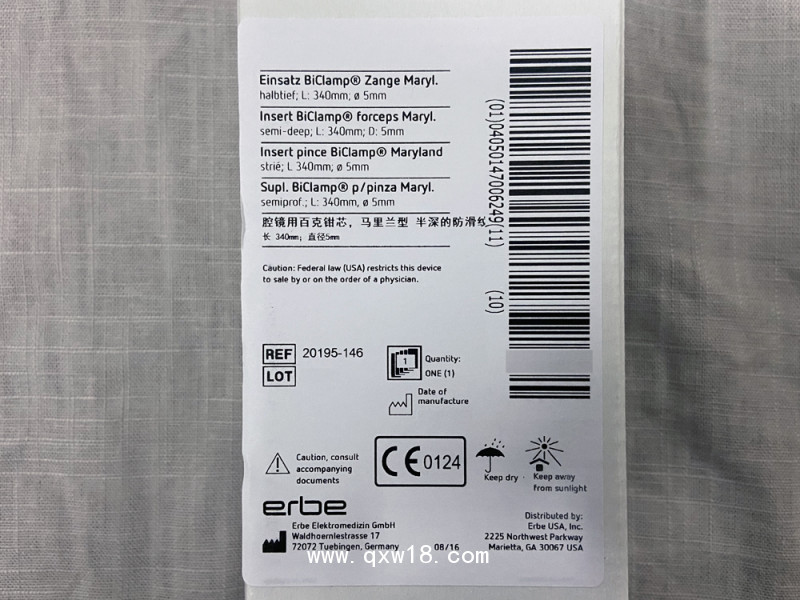 Einsatz BiClamp® Zange Maryl.
halbtief; L: 340mm; ø 5mm
Insert BiClamp® forceps Maryl.
semi-deep; L: 340mm; D: 5mm
Insert pince BiClamp® Maryland
strié; L 340mm; ø 5mm
Supl. BiClamp® p/pinza Maryl.
semiprof.; L: 340mm, ø 5mm
腔镜用百克钳芯，马里兰型 半深的防滑纹
长 340mm；直径5mm
Caution: Federal law (USA) restricts this device
to sale by or on the order of a physician.
(01)04050147006249(11) (10)
REF 20195-146
LOT
1
Quantity:
ONE (1)
Date of
manufacture
Caution, consult
accompanying
documents
CE 0124
Keep dry
Keep away
from sunlight
erbe
Erbe Elektromedizin GmbH
Waldhoernlestrasse 17
72072 Tuebingen, Germany
08/16
Distributed by:
Erbe USA, Inc.
2225 Northwest Parkway
Marietta, GA 30067 USA
www.qxw18.com